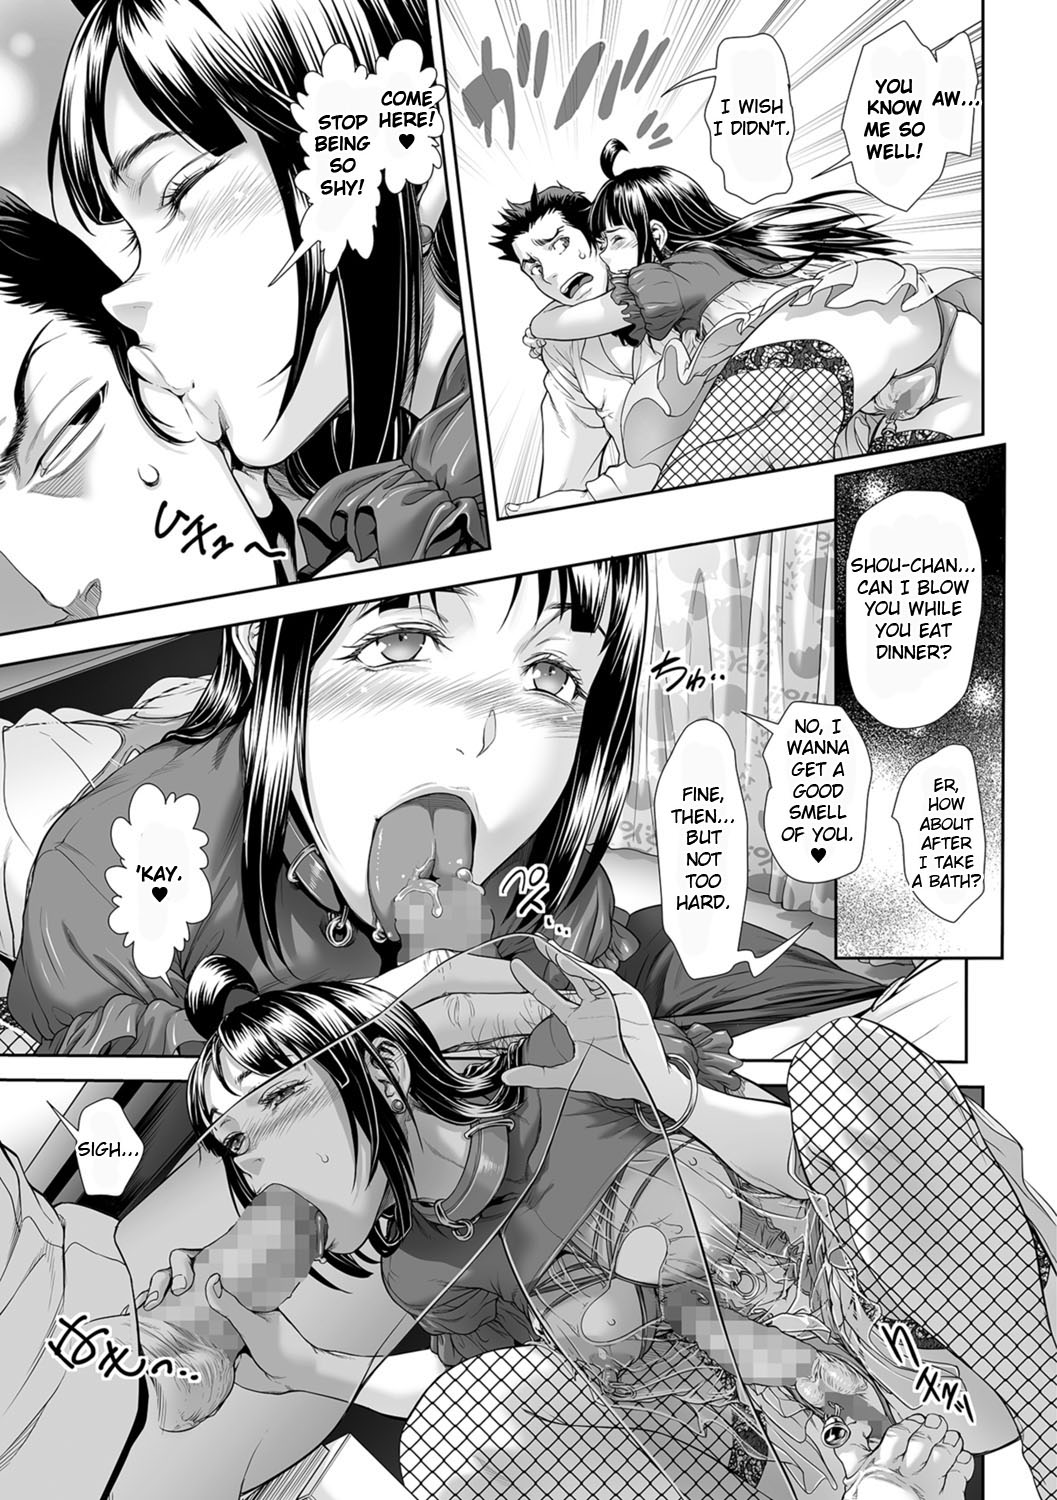 AW...
YOU
KNOW
ME SO
WELL!
I WISH
I DIDN'T.
COME
HERE!
♥
STOP
BEING
SO
SHY!
SHOU-CHAN...
CAN I BLOW
YOU WHILE
YOU EAT
DINNER?
ER,
HOW
ABOUT
AFTER
I TAKE
A BATH?
NO, I
WANNA
GET A
GOOD
SMELL
OF YOU.
♥
FINE,
THEN...
BUT
NOT
TOO
HARD.
'KAY.
♥
SIGH...